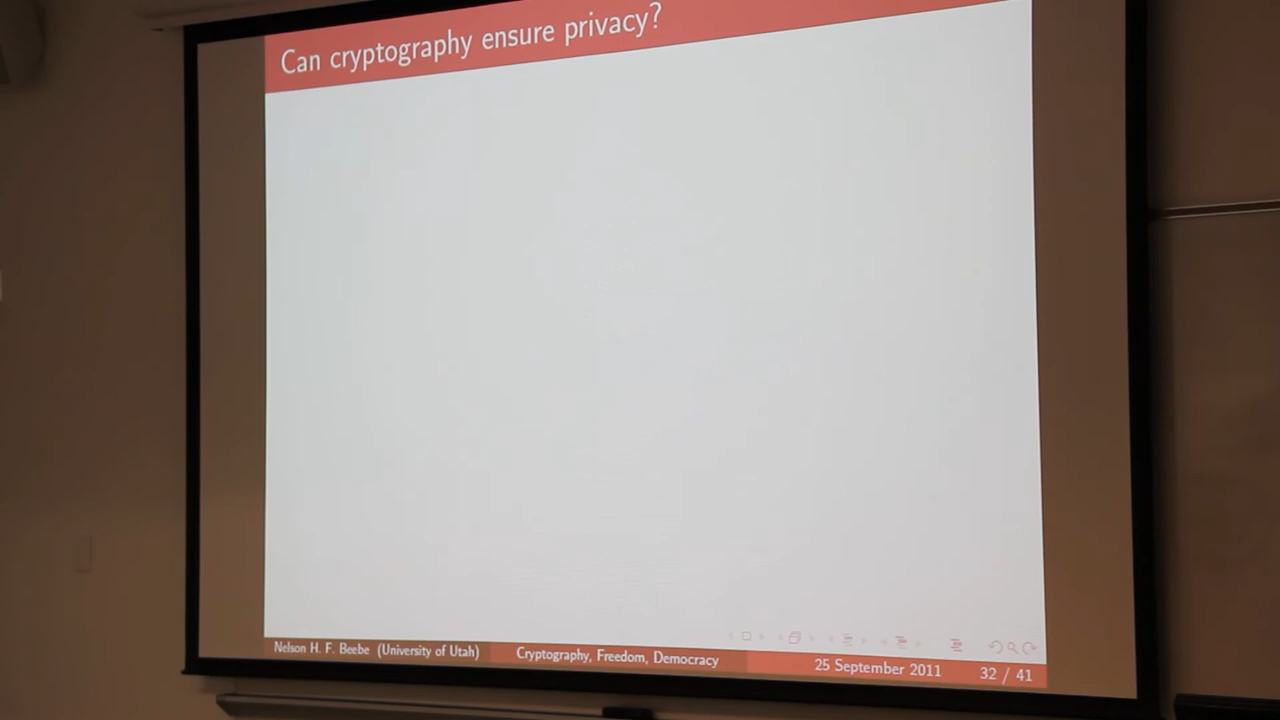 Can cryptography ensure privacy?
Nelson H. F. Beebe (University of Utah) Cryptography, Freedom, Democracy 25 September 2011 32 / 41